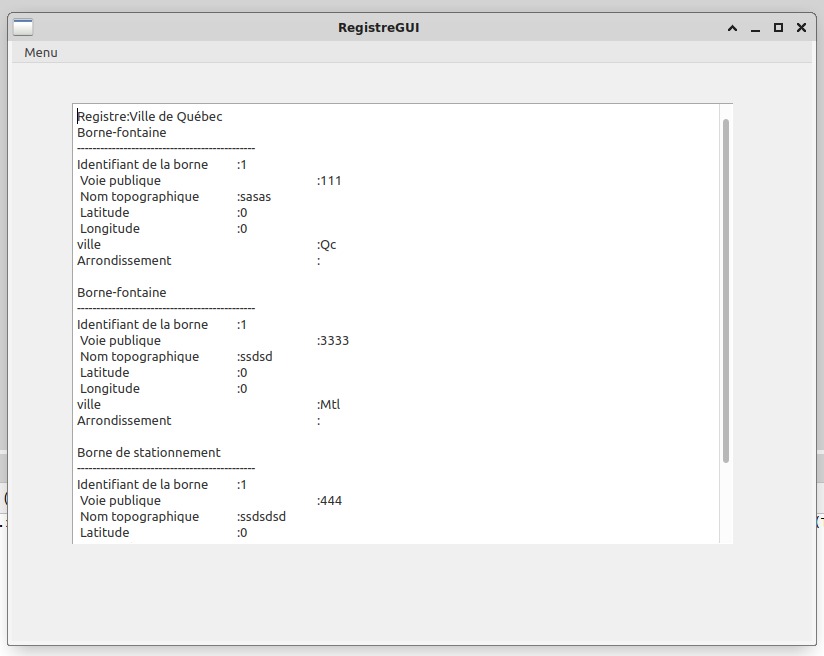 RegistreGUI
Menu
Registre:Ville de Québec
Borne-fontaine
----------------------------------------------
Identifiant de la borne :1
Voie publique :111
Nom topographique :sasas
Latitude :0
Longitude :0
ville :Qc
Arrondissement :
Borne-fontaine
----------------------------------------------
Identifiant de la borne :1
Voie publique :3333
Nom topographique :ssdsd
Latitude :0
Longitude :0
ville :Mtl
Arrondissement :
Borne de stationnement
----------------------------------------------
Identifiant de la borne :1
Voie publique :444
Nom topographique :ssdsdsd
Latitude :0